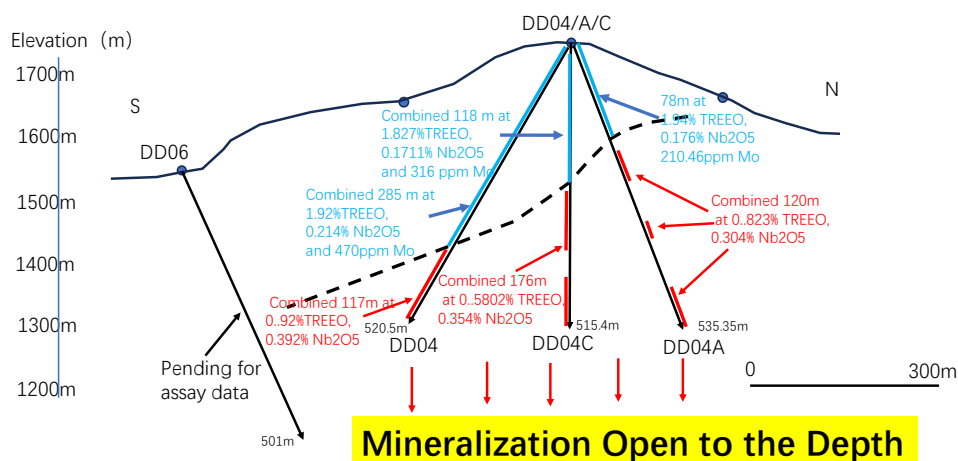 DD04/A/C
Elevation（m）
1700m
S
N
Combined 118 m at
1.827%TREEO,
0.1711% Nb2O5
and 316 ppm Mo
78m at
1.94% TREEO,
0.176% Nb2O5
210.46ppm Mo
1600m
DD06
1500m
Combined 285 m at
1.92%TREEO,
0.214% Nb2O5
and 470ppm Mo
Combined 120m
at 0..823% TREEO,
0.304% Nb2O5
1400m
Combined 117m at
0..92%TREEO,
0.392% Nb2O5
Combined 176m
at 0..5802% TREEO,
0.354% Nb2O5
1300m
520.5m
515.4m
535.35m
DD04
DD04C
DD04A
Pending for
assay data
1200m
0
300m
501m
Mineralization Open to the Depth